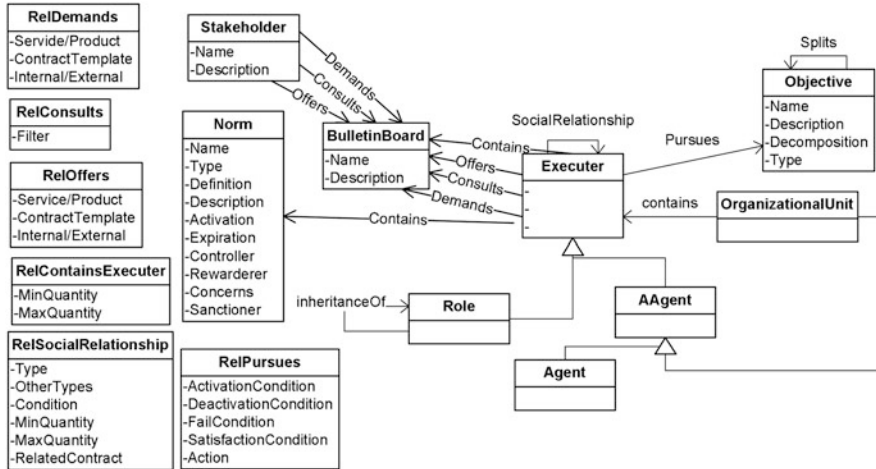 RelDemands
-Servide/Product
-ContractTemplate
-Internal/External
RelConsults
-Filter
RelOffers
-Service/Product
-ContractTemplate
-Internal/External
RelContainsExecuter
-MinQuantity
-MaxQuantity
RelSocialRelationship
-Type
-OtherTypes
-Condition
-MinQuantity
-MaxQuantity
-RelatedContract
Stakeholder
-Name
-Description
Demands
Consults
Offers
Norm
-Name
-Type
-Definition
-Description
-Activation
-Expiration
-Controller
-Rewarderer
-Concerns
-Sanctioner
RelPursues
-ActivationCondition
-DeactivationCondition
-FailCondition
-SatisfactionCondition
-Action
BulletinBoard
-Name
-Description
Contains
Offers
Consults
Demands
Contains
SocialRelationship
Executer
-
-
-
Pursues
Splits
Objective
-Name
-Description
-Decomposition
-Type
contains
OrganizationalUnit
inheritanceOf
Role
AAgent
Agent